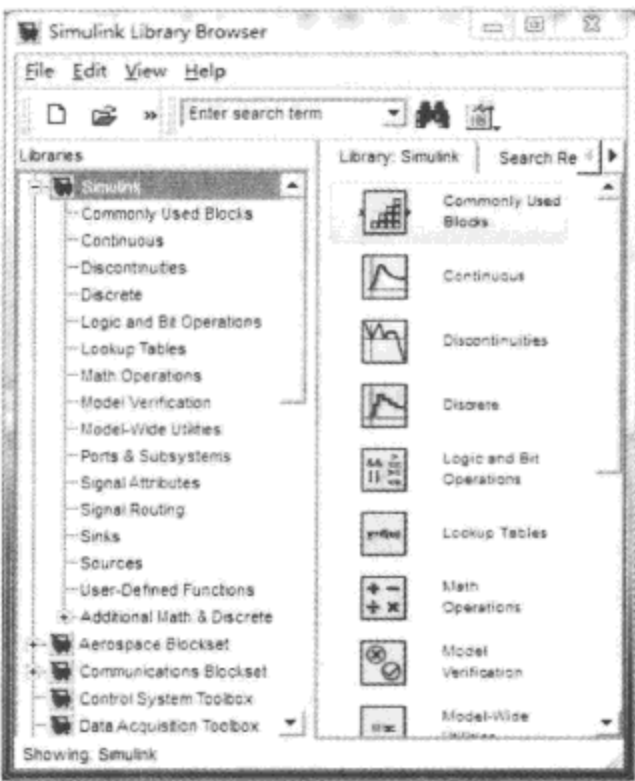 Simulink Library Browser
File Edit View Help
» Enter search term
Libraries
Simulink
Commonly Used Blocks
Continuous
Discontinuities
Discrete
Logic and Bit Operations
Lookup Tables
Math Operations
Model Verification
Model-Wide Utilities
Ports & Subsystems
Signal Attributes
Signal Routing
Sinks
Sources
User-Defined Functions
Additional Math & Discrete
Aerospace Blockset
Communications Blockset
Control System Toolbox
Data Acquisition Toolbox
Library: Simulink Search Re
Commonly Used
Blocks
Continuous
Discontinuities
Discrete
Logic and Bit
Operations
Lookup Tables
Math
Operations
Model
Verification
Model-Wide
Showing: Simulink